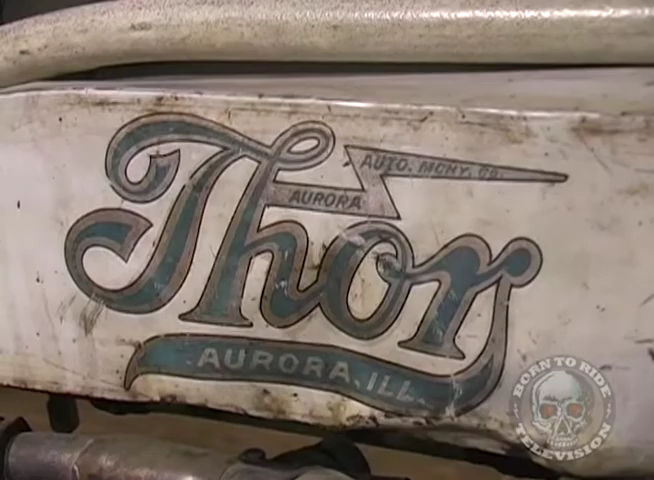 Thor
AURORA
AUTO. MCHY. CO.
AURORA, ILL.
BORN TO RIDE
TELEVISION